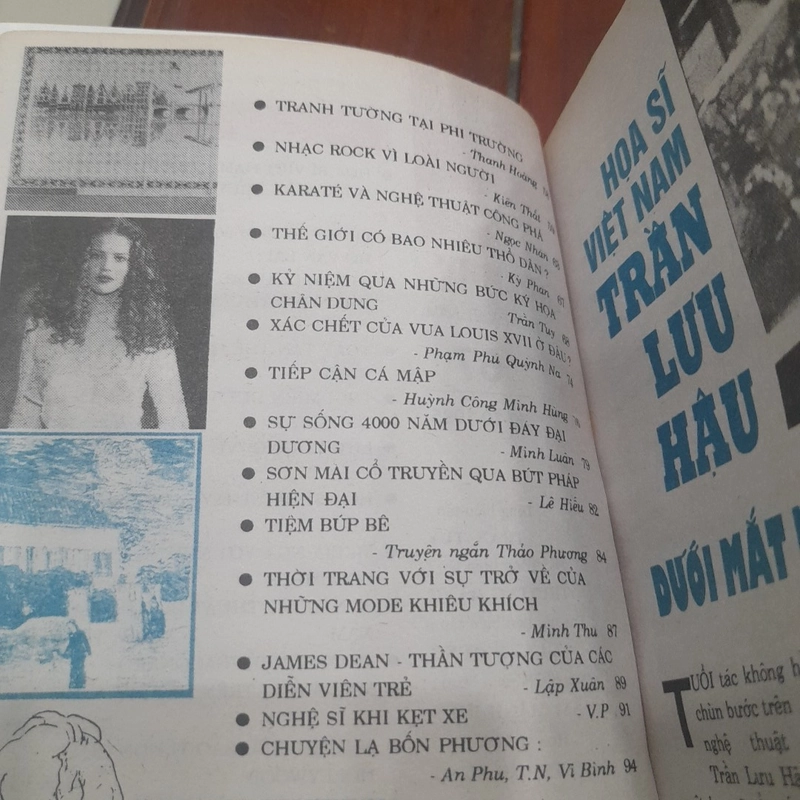 ● TRANH TƯỜNG TẠI PHI TRƯỜNG
- Thanh Hoàng
● NHẠC ROCK VÌ LOÀI NGƯỜI
- Kiên Thất
● KARATÉ VÀ NGHỆ THUẬT CÔNG PHÁ
- Ngọc Nhan
● THẾ GIỚI CÓ BAO NHIÊU THỔ DÂN ?
- Kỳ Phan 67
● KỶ NIỆM QUA NHỮNG BỨC KÝ HỌA
CHÂN DUNG
Trần Tuy 68
● XÁC CHẾT CỦA VUA LOUIS XVII Ở ĐÂU ?
- Phạm Phú Quỳnh Na 74
● TIẾP CẬN CÁ MẬP
- Huỳnh Công Minh Hùng
● SỰ SỐNG 4000 NĂM DƯỚI ĐÁY ĐẠI
DƯƠNG - Minh Luân 79
● SƠN MÀI CỔ TRUYỀN QUA BÚT PHÁP
HIỆN ĐẠI - Lê Hiếu 82
● TIỆM BÚP BÊ
- Truyện ngắn Thảo Phương 84
● THỜI TRANG VỚI SỰ TRỞ VỀ CỦA
NHỮNG MODE KHIÊU KHÍCH
- Minh Thu 87
● JAMES DEAN - THẦN TƯỢNG CỦA CÁC
DIỄN VIÊN TRẺ - Lập Xuân 89
● NGHỆ SĨ KHI KẸT XE - V.P 91
● CHUYỆN LẠ BỐN PHƯƠNG :
- An Phu, T.N, Vi Bình 94
HỌA SĨ
VIỆT NAM
TRẦN
LƯU
HẬU
DƯỚI MẮT
TUỔI tác không
chùn bước trên
nghệ thuật
Trần Lưu